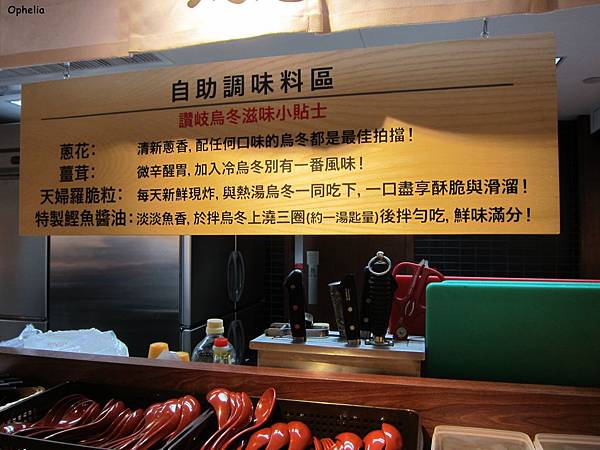 Ophelia
自助調味料區
讚岐烏冬滋味小貼士
蔥花：清新蔥香, 配任何口味的烏冬都是最佳拍擋！
薑茸：微辛醒胃, 加入冷烏冬別有一番風味！
天婦羅脆粒：每天新鮮現炸, 與熱湯烏冬一同吃下, 一口盡享酥脆與滑溜！
特製鰹魚醬油：淡淡魚香, 於拌烏冬上澆三圈(約一湯匙量)後拌勻吃, 鮮味滿分！